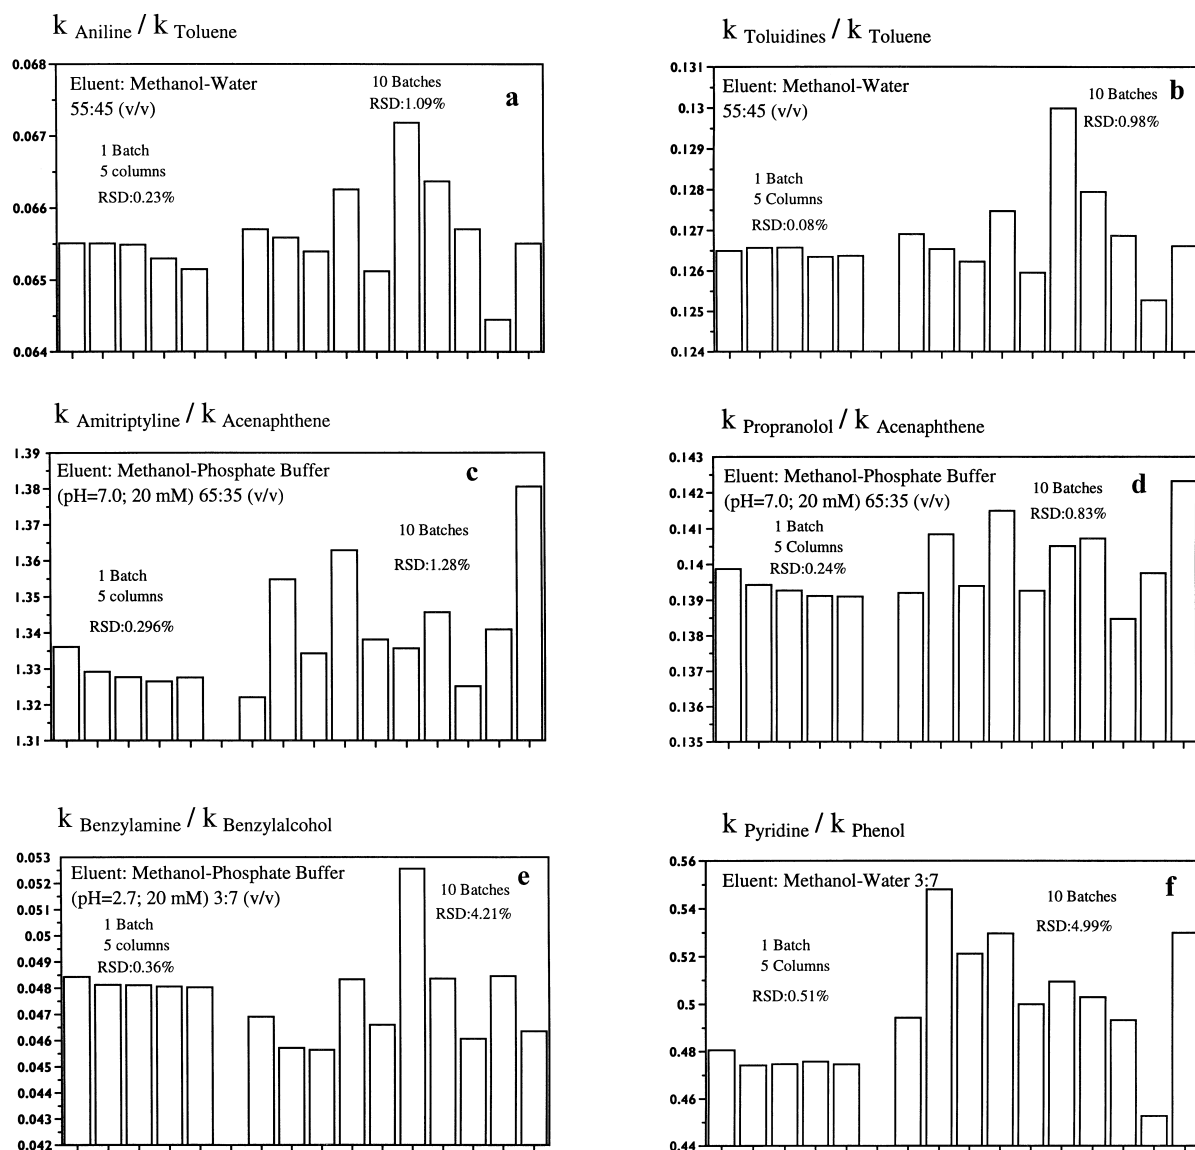 k Aniline / k Toluene
0.068
0.067
0.066
0.065
0.064
Eluent: Methanol-Water
55:45 (v/v)
10 Batches
RSD:1.09%
a
1 Batch
5 columns
RSD:0.23%
k Toluidines / k Toluene
0.131
0.13
0.129
0.128
0.127
0.126
0.125
0.124
Eluent: Methanol-Water
55:45 (v/v)
10 Batches
RSD:0.98%
b
1 Batch
5 Columns
RSD:0.08%
k Amitriptyline / k Acenaphthene
1.39
1.38
1.37
1.36
1.35
1.34
1.33
1.32
1.31
Eluent: Methanol-Phosphate Buffer
(pH=7.0; 20 mM) 65:35 (v/v)
c
10 Batches
RSD:1.28%
1 Batch
5 columns
RSD:0.296%
k Propranolol / k Acenaphthene
0.143
0.142
0.141
0.14
0.139
0.138
0.137
0.136
0.135
Eluent: Methanol-Phosphate Buffer
(pH=7.0; 20 mM) 65:35 (v/v)
10 Batches
RSD:0.83%
d
1 Batch
5 Columns
RSD:0.24%
k Benzylamine / k Benzylalcohol
0.053
0.052
0.051
0.05
0.049
0.048
0.047
0.046
0.045
0.044
0.043
0.042
Eluent: Methanol-Phosphate Buffer
(pH=2.7; 20 mM) 3:7 (v/v)
e
10 Batches
RSD:4.21%
1 Batch
5 columns
RSD:0.36%
k Pyridine / k Phenol
0.56
0.54
0.52
0.5
0.48
0.46
0.44
Eluent: Methanol-Water 3:7
f
10 Batches
RSD:4.99%
1 Batch
5 Columns
RSD:0.51%